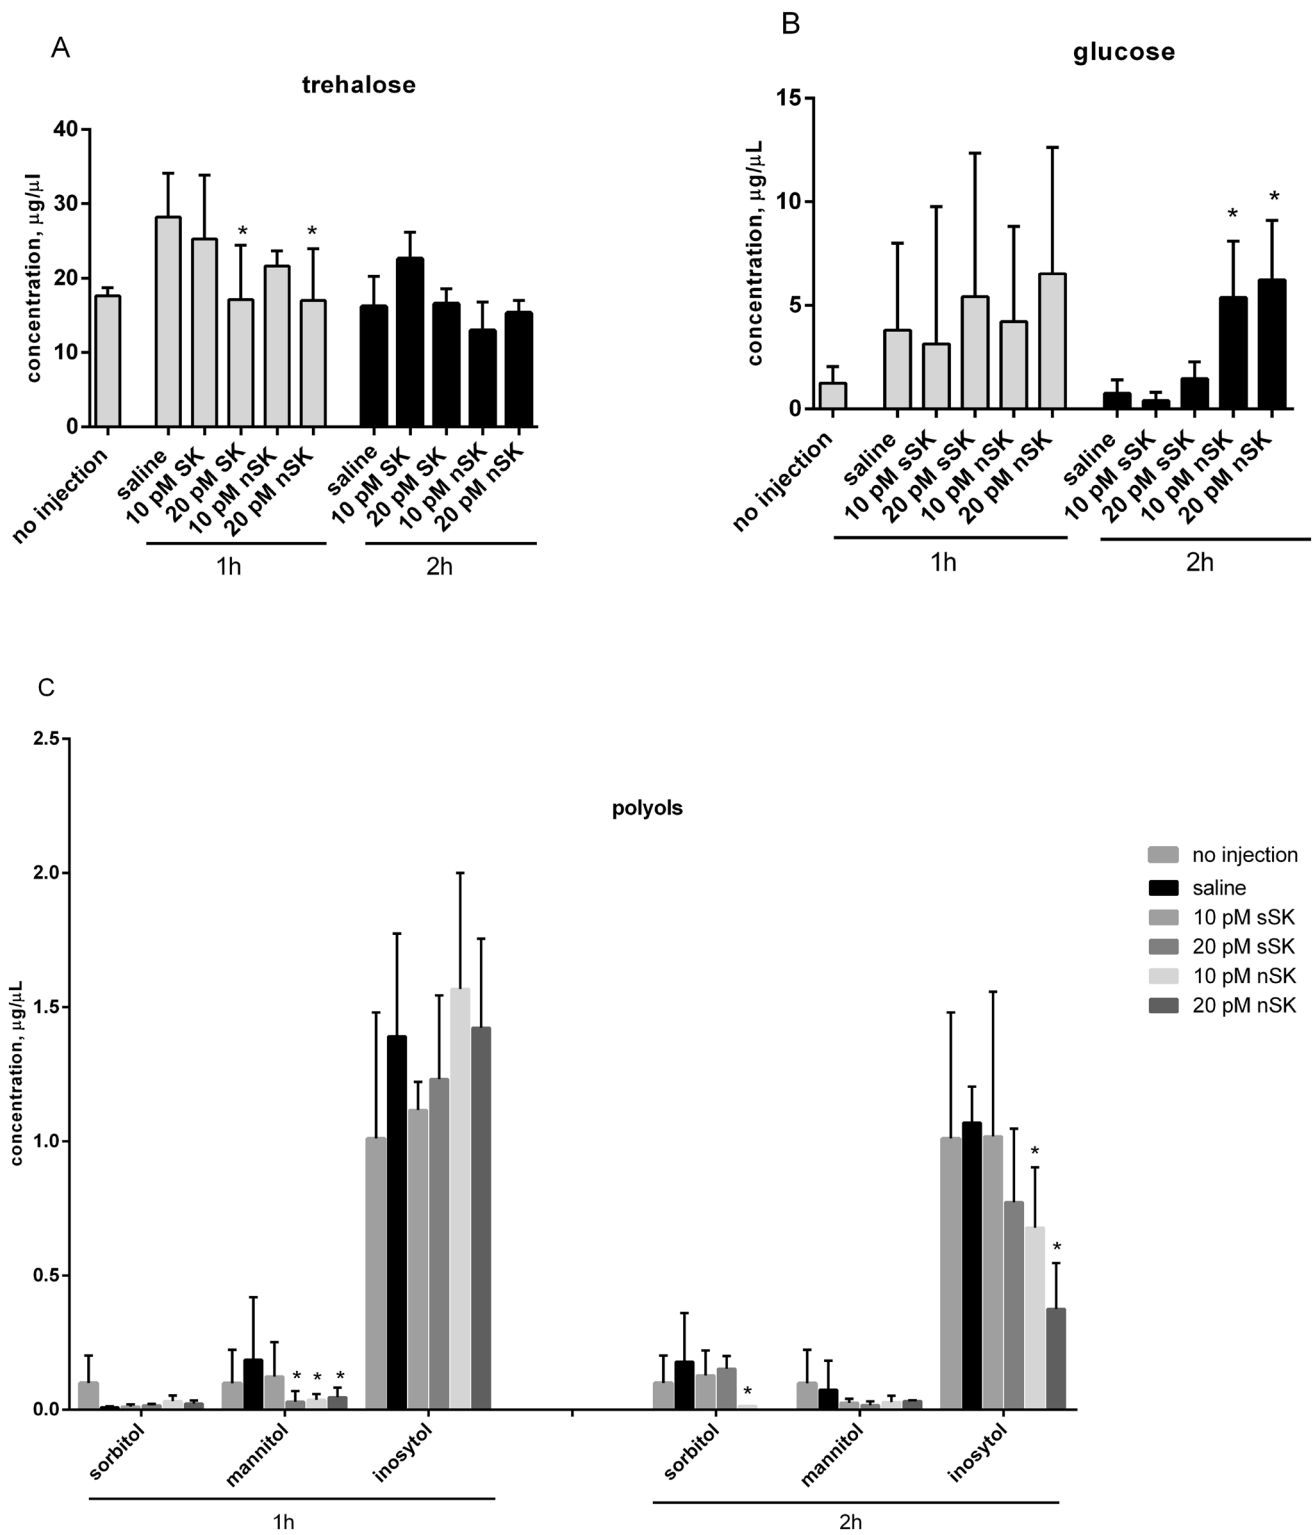 A
trehalose
concentration, µg/µl
40
30
20
10
0
*
*
no injection
saline
10 pM SK
20 pM SK
10 pM nSK
20 pM nSK
saline
10 pM SK
20 pM SK
10 pM nSK
20 pM nSK
1h
2h
B
glucose
concentration, µg/µL
15
10
5
0
*
*
no injection
saline
10 pM sSK
20 pM sSK
10 pM nSK
20 pM nSK
saline
10 pM sSK
20 pM sSK
10 pM nSK
20 pM nSK
1h
2h
C
polyols
concentration, µg/µL
2.5
2.0
1.5
1.0
0.5
0.0
* * *
*
*
*
sorbitol
mannitol
inosytol
sorbitol
mannitol
inosytol
1h
2h
no injection
saline
10 pM sSK
20 pM sSK
10 pM nSK
20 pM nSK